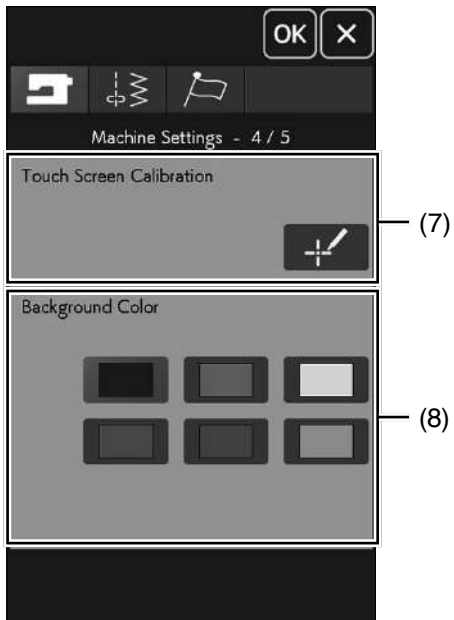 OK
Machine Settings - 4 / 5
Touch Screen Calibration
(7)
Background Color
(8)